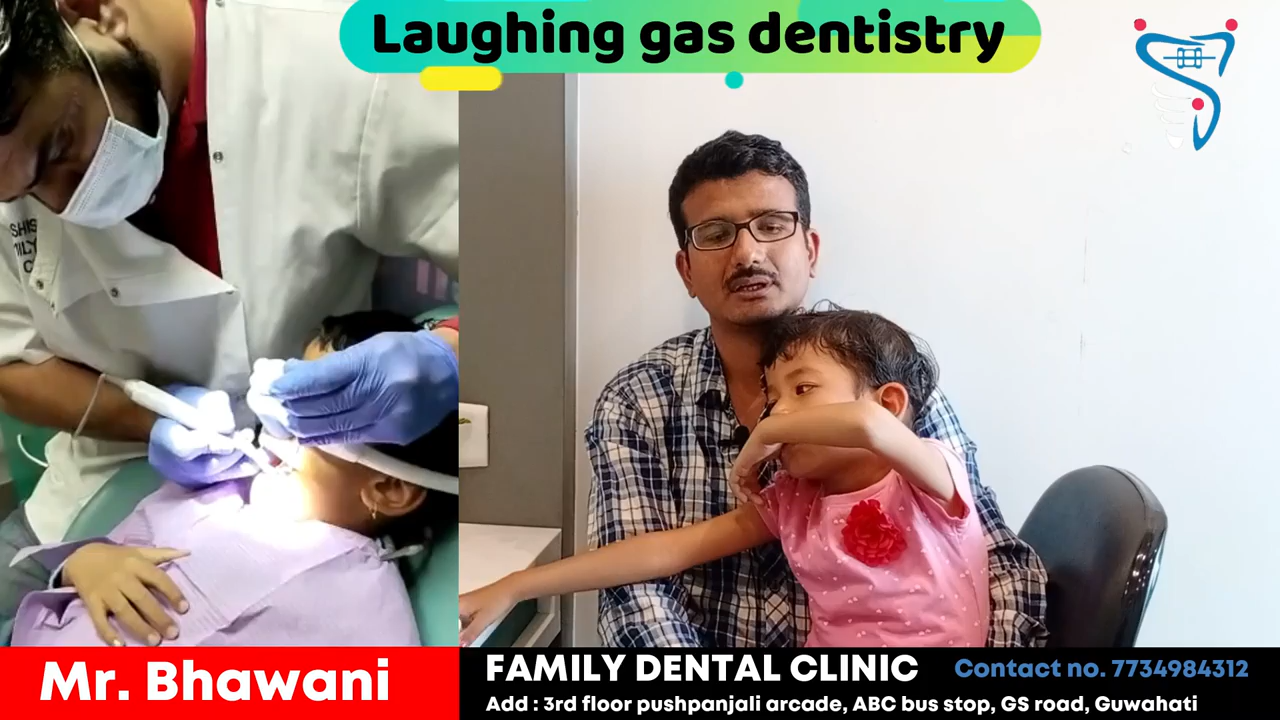 Laughing gas dentistry
Mr. Bhawani
FAMILY DENTAL CLINIC
Contact no. 7734984312
Add : 3rd floor pushpanjali arcade, ABC bus stop, GS road, Guwahati